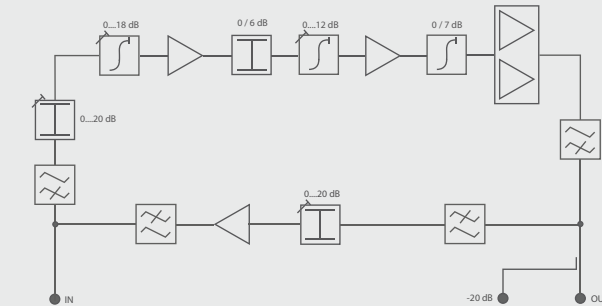 0....18 dB
0 / 6 dB
0....12 dB
0 / 7 dB
0....20 dB
0....20 dB
-20 dB
IN
OU